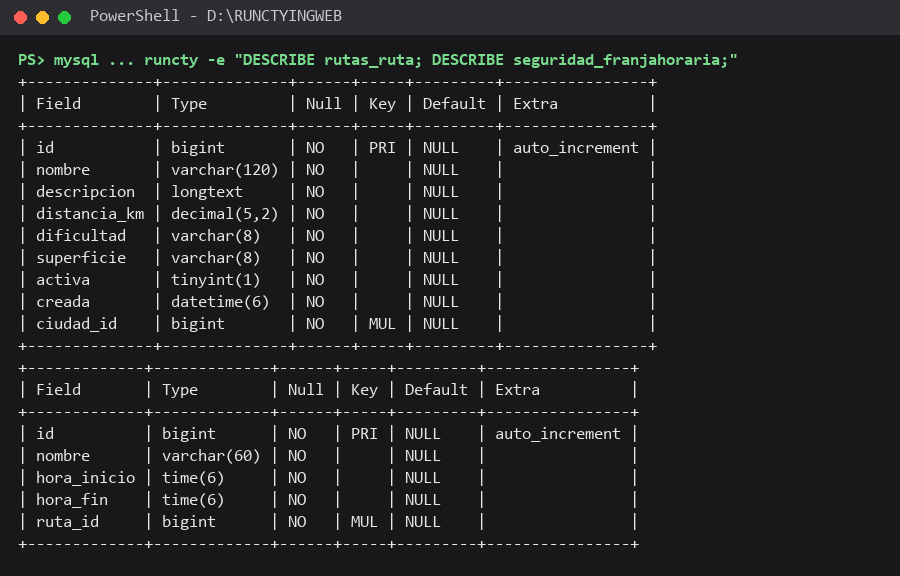 PowerShell - D:\RUNCTYINGWEB
PS> mysql ... runcty -e "DESCRIBE rutas_ruta; DESCRIBE seguridad_franjahoraria;"
+--------------+--------------+------+-----+---------+----------------+
| Field        | Type         | Null | Key | Default | Extra          |
+--------------+--------------+------+-----+---------+----------------+
| id           | bigint       | NO   | PRI | NULL    | auto_increment |
| nombre       | varchar(120) | NO   |     | NULL    |                |
| descripcion  | longtext     | NO   |     | NULL    |                |
| distancia_km | decimal(5,2) | NO   |     | NULL    |                |
| dificultad   | varchar(8)   | NO   |     | NULL    |                |
| superficie   | varchar(8)   | NO   |     | NULL    |                |
| activa       | tinyint(1)   | NO   |     | NULL    |                |
| creada       | datetime(6)  | NO   |     | NULL    |                |
| ciudad_id    | bigint       | NO   | MUL | NULL    |                |
+--------------+--------------+------+-----+---------+----------------+
+-------------+-------------+------+-----+---------+----------------+
| Field       | Type        | Null | Key | Default | Extra          |
+-------------+-------------+------+-----+---------+----------------+
| id          | bigint      | NO   | PRI | NULL    | auto_increment |
| nombre      | varchar(60) | NO   |     | NULL    |                |
| hora_inicio | time(6)     | NO   |     | NULL    |                |
| hora_fin    | time(6)     | NO   |     | NULL    |                |
| ruta_id     | bigint      | NO   | MUL | NULL    |                |
+-------------+-------------+------+-----+---------+----------------+